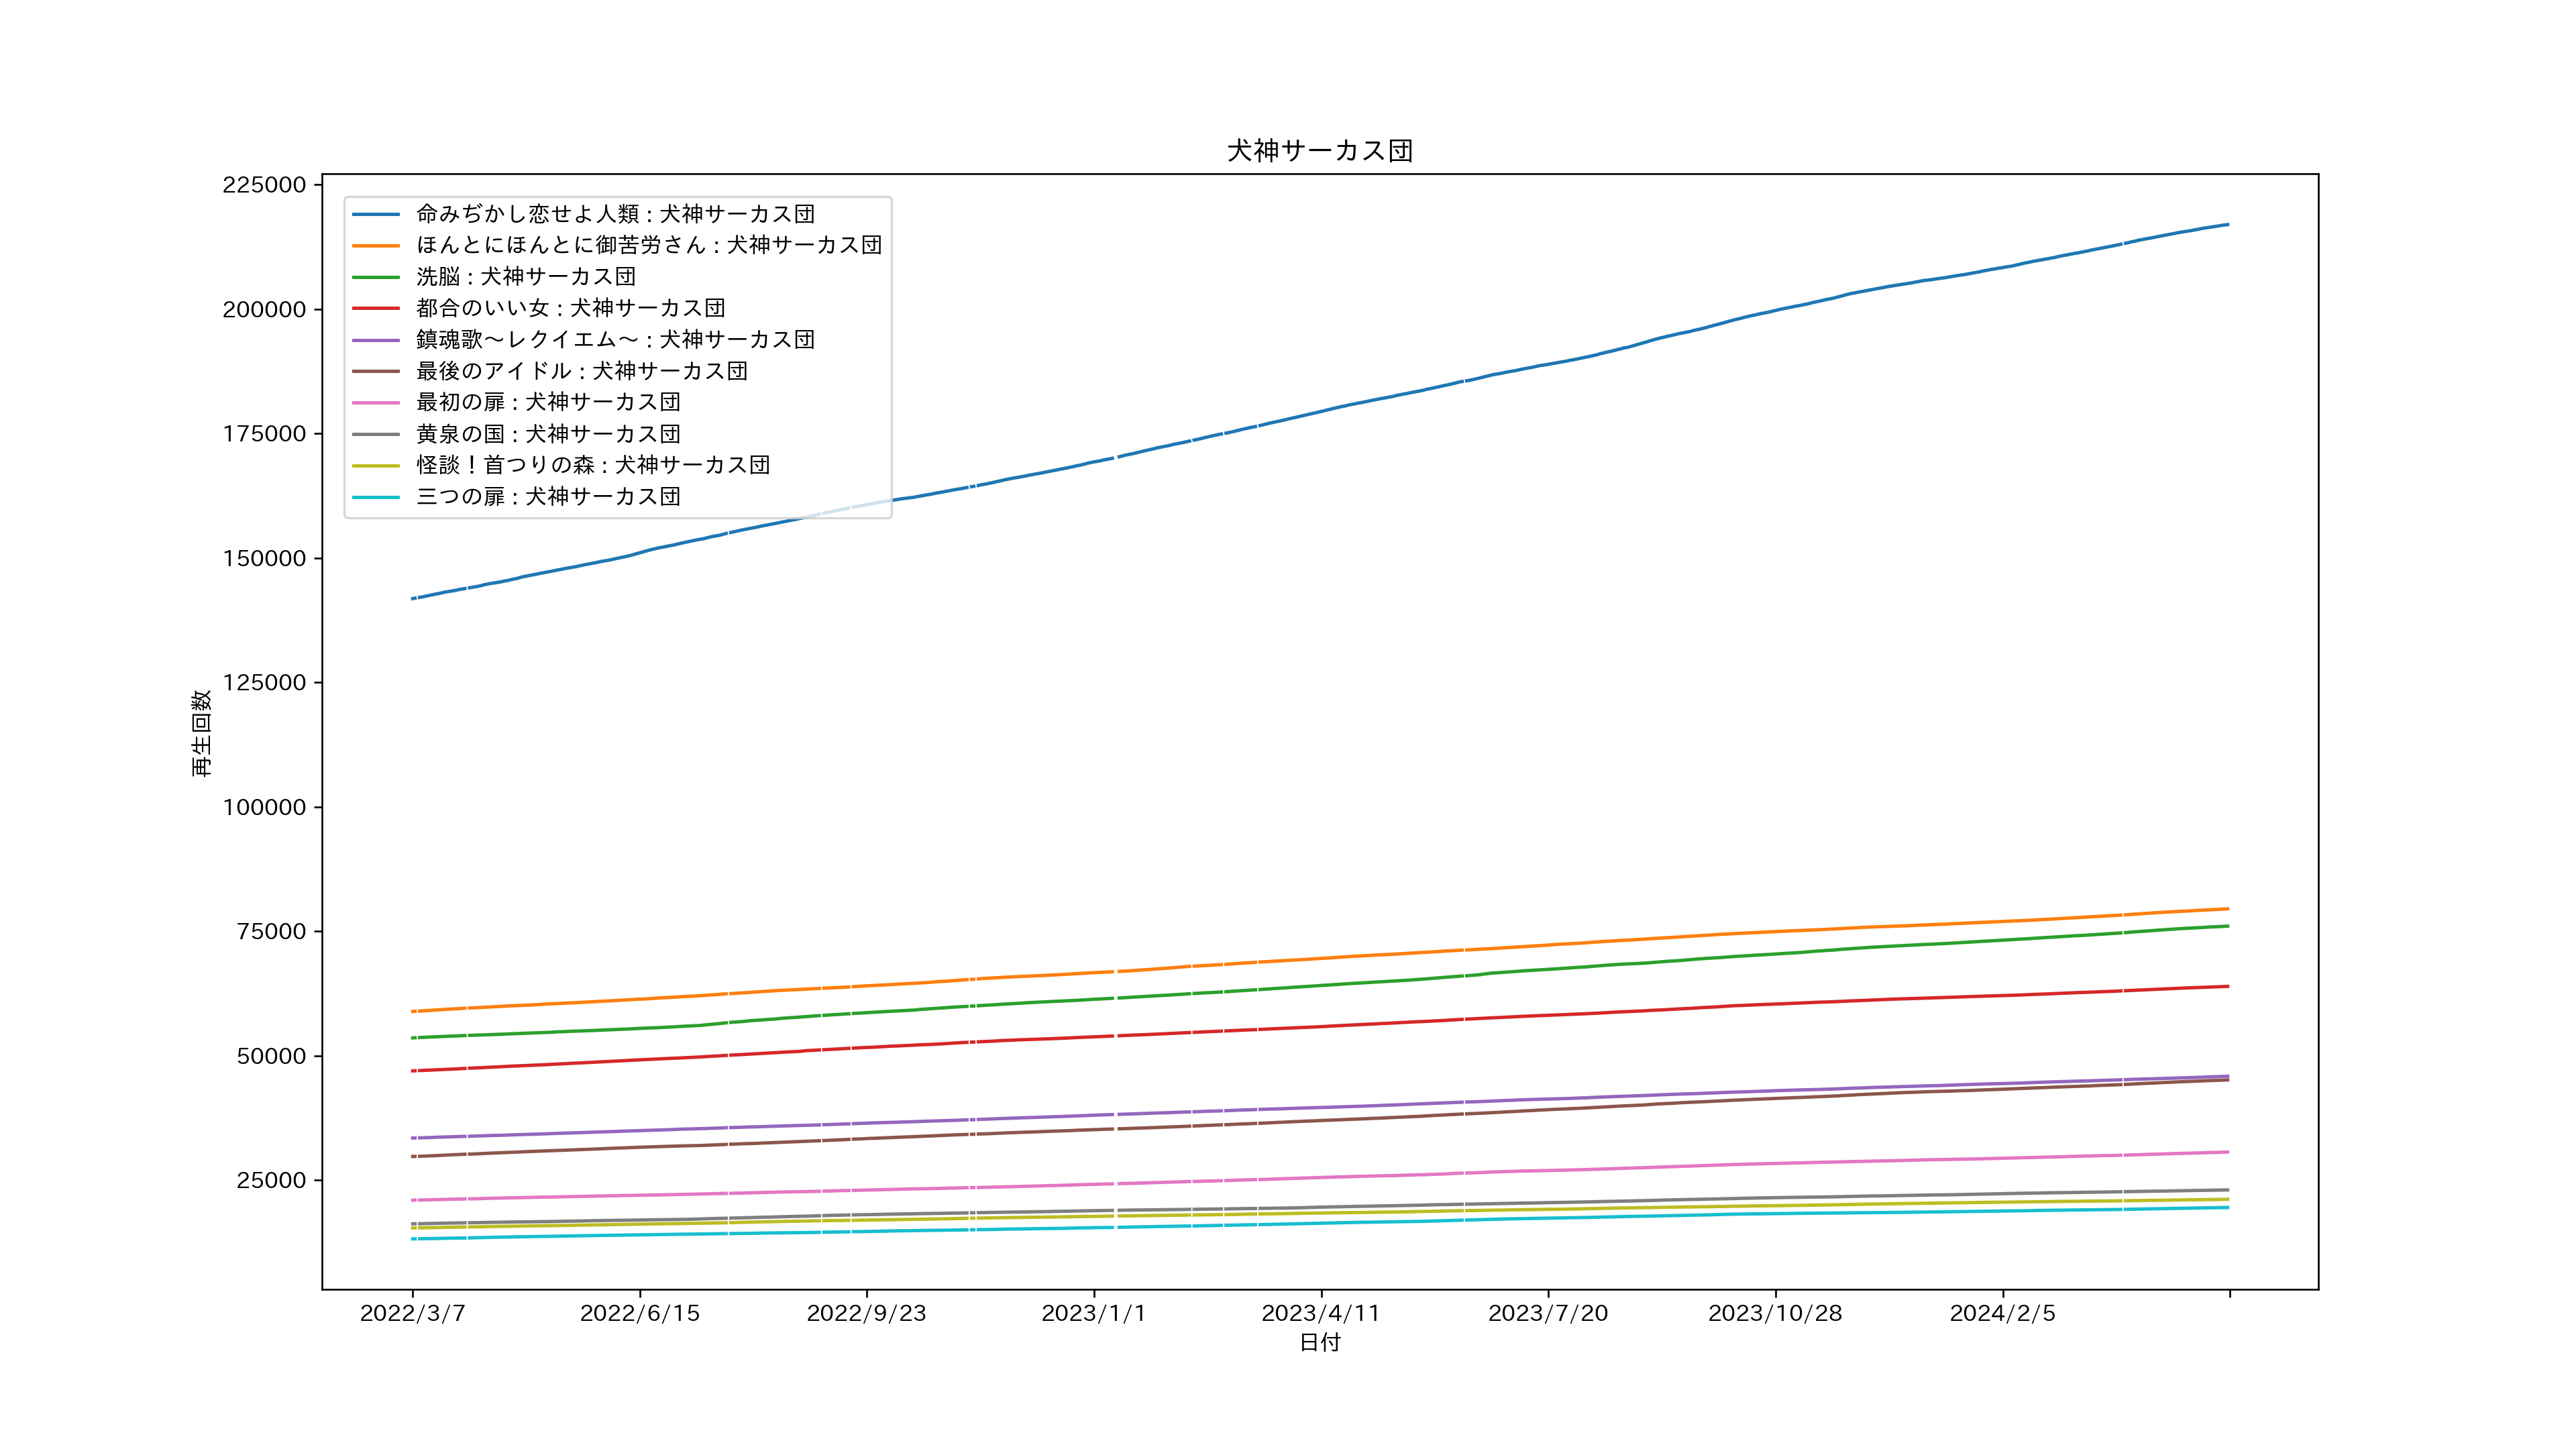 犬神サーカス団
225000
200000
175000
150000
125000
100000
75000
50000
25000
再生回数
命みぢかし恋せよ人類 : 犬神サーカス団
ほんとにほんとに御苦労さん : 犬神サーカス団
洗脳 : 犬神サーカス団
都合のいい女 : 犬神サーカス団
鎮魂歌～レクイエム～ : 犬神サーカス団
最後のアイドル : 犬神サーカス団
最初の扉 : 犬神サーカス団
黄泉の国 : 犬神サーカス団
怪談！首つりの森 : 犬神サーカス団
三つの扉 : 犬神サーカス団
2022/3/7 2022/6/15 2022/9/23 2023/1/1 2023/4/11 2023/7/20 2023/10/28 2024/2/5
日付